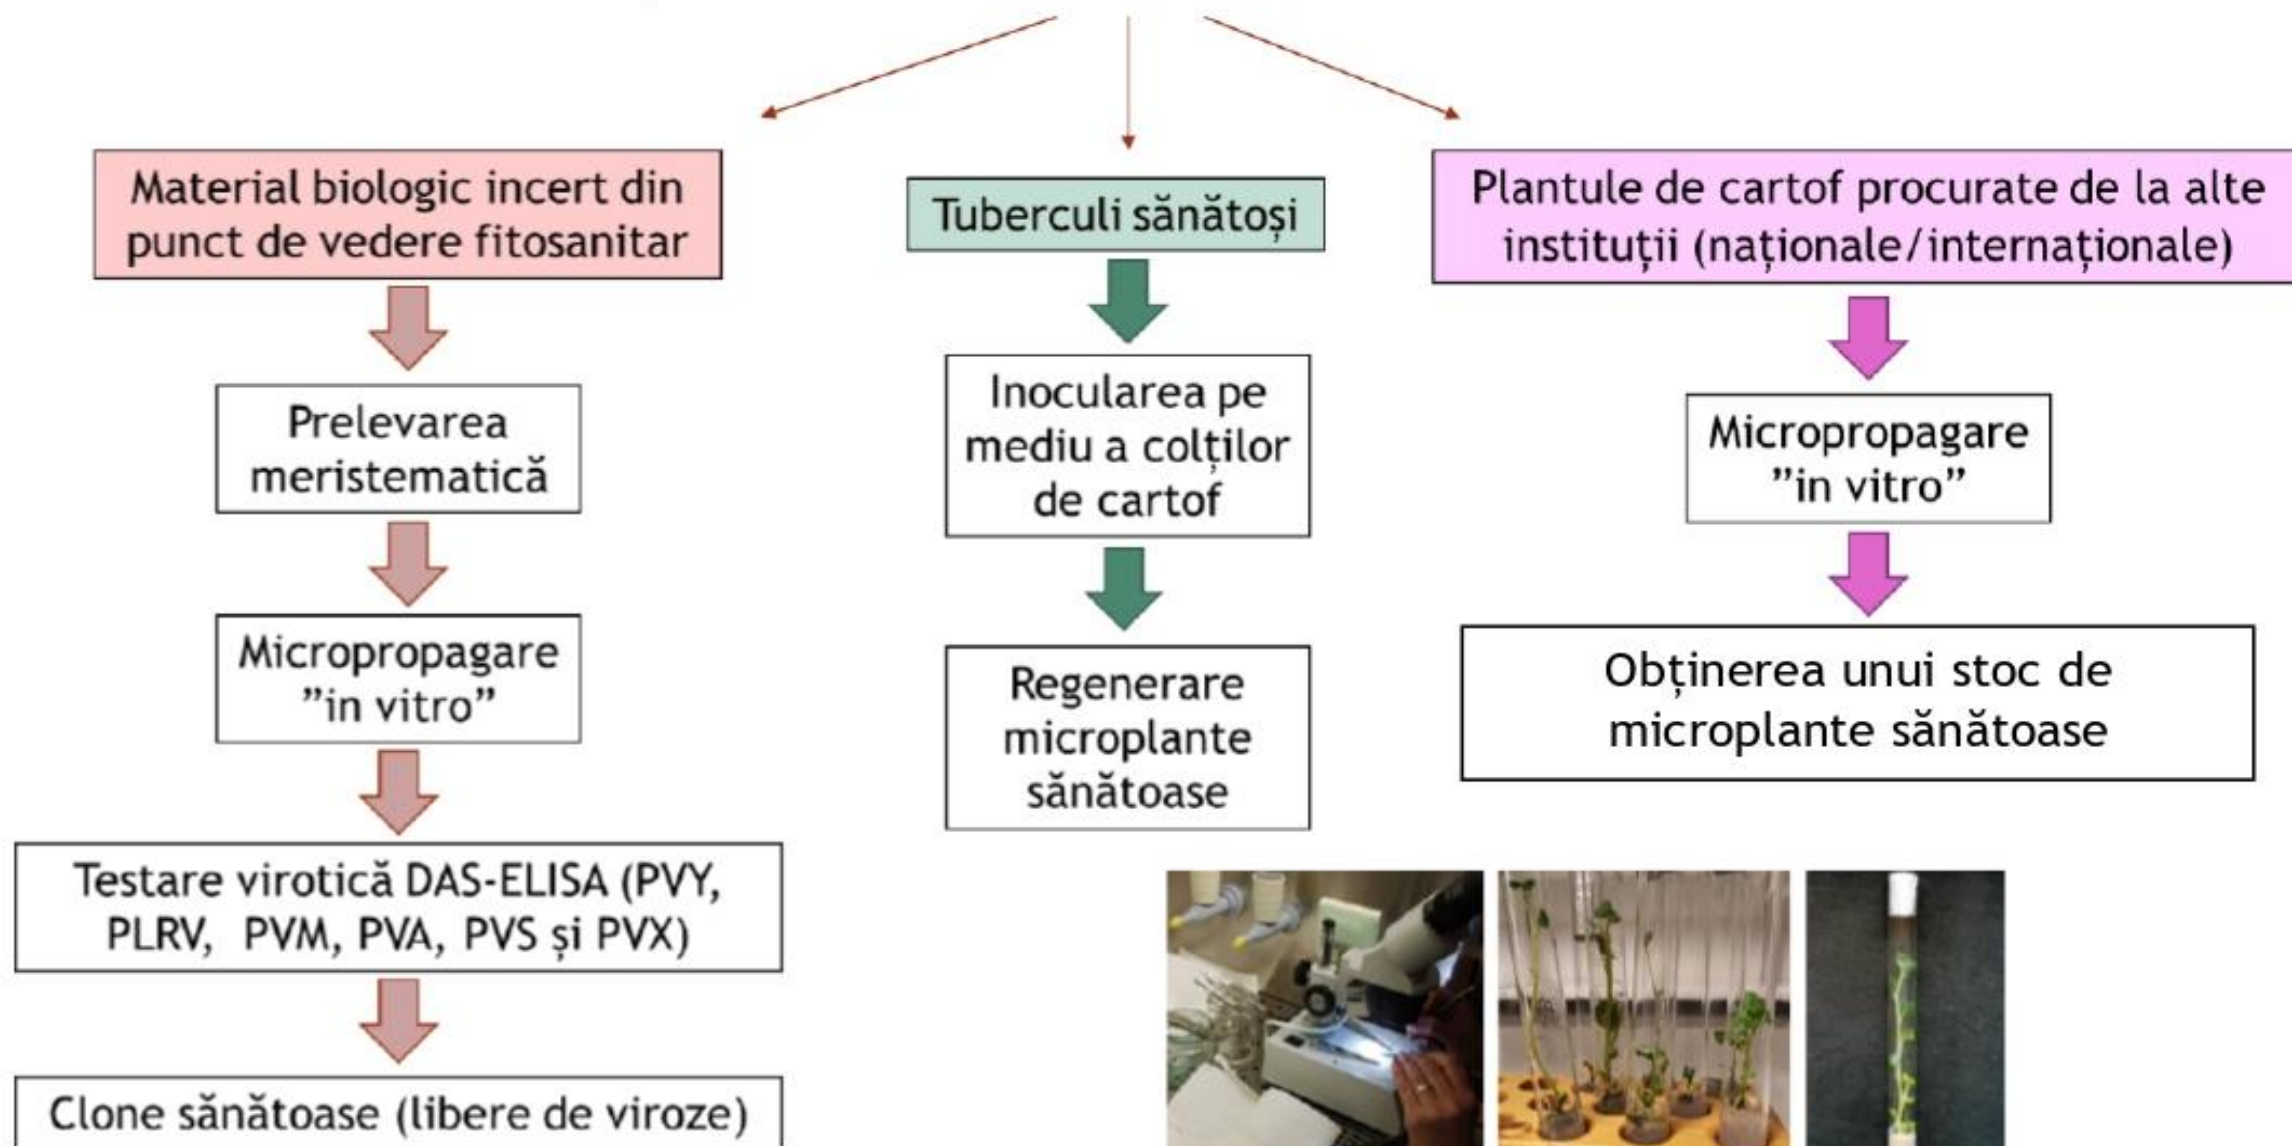 Material biologic incert din
punct de vedere fitosanitar
Prelevarea
meristematică
Micropropagare
”in vitro”
Testare virotică DAS-ELISA (PVY,
PLRV, PVM, PVA, PVS și PVX)
Clone sănătoase (libere de viroze)
Tuberculi sănătoși
Inocularea pe
mediu a colților
de cartof
Regenerare
microplante
sănătoase
Plantule de cartof procurate de la alte
instituții (naționale/internaționale)
Micropropagare
”in vitro”
Obținerea unui stoc de
microplante sănătoase